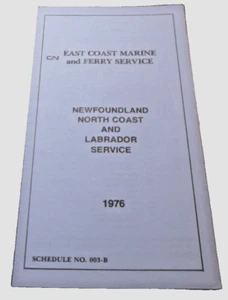 CN EAST COAST MARINE
and FERRY SERVICE
NEWFOUNDLAND
NORTH COAST
AND
LABRADOR
SERVICE
1976
SCHEDULE NO. 003-B